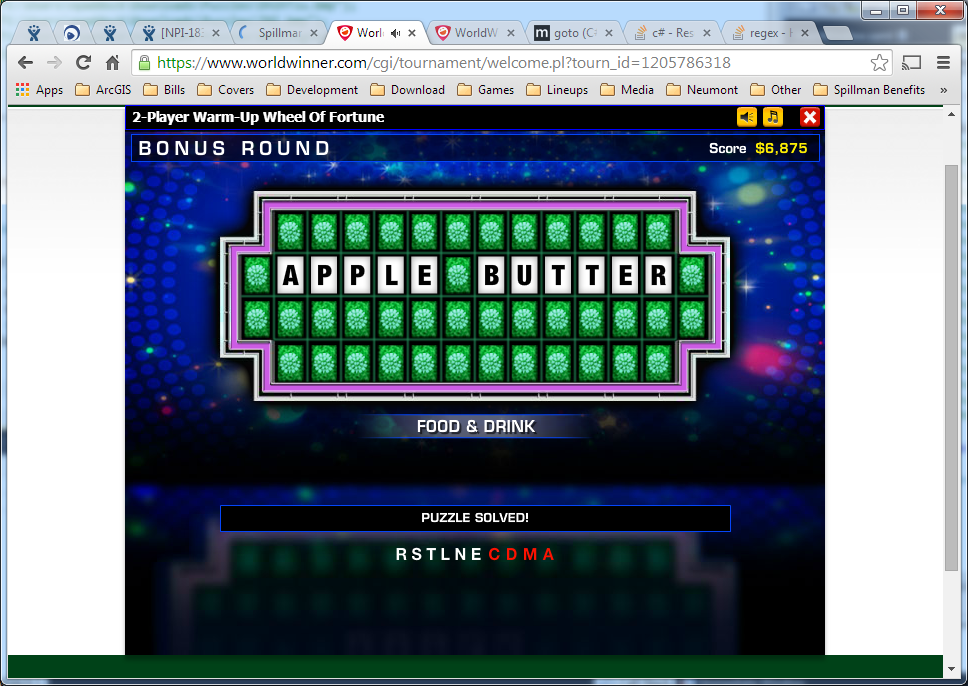 [NPI-183
Spillman
Worl
WorldW
goto (C#
c# - Res
regex -
https://www.worldwinner.com/cgi/tournament/welcome.pl?tourn_id=1205786318
Apps ArcGIS Bills Covers Development Download Games Lineups Media Neumont Other Spillman Benefits »
2-Player Warm-Up Wheel Of Fortune
BONUS ROUND Score $6,875
APPLE BUTTER
FOOD & DRINK
PUZZLE SOLVED!
RSTLNE CDMA